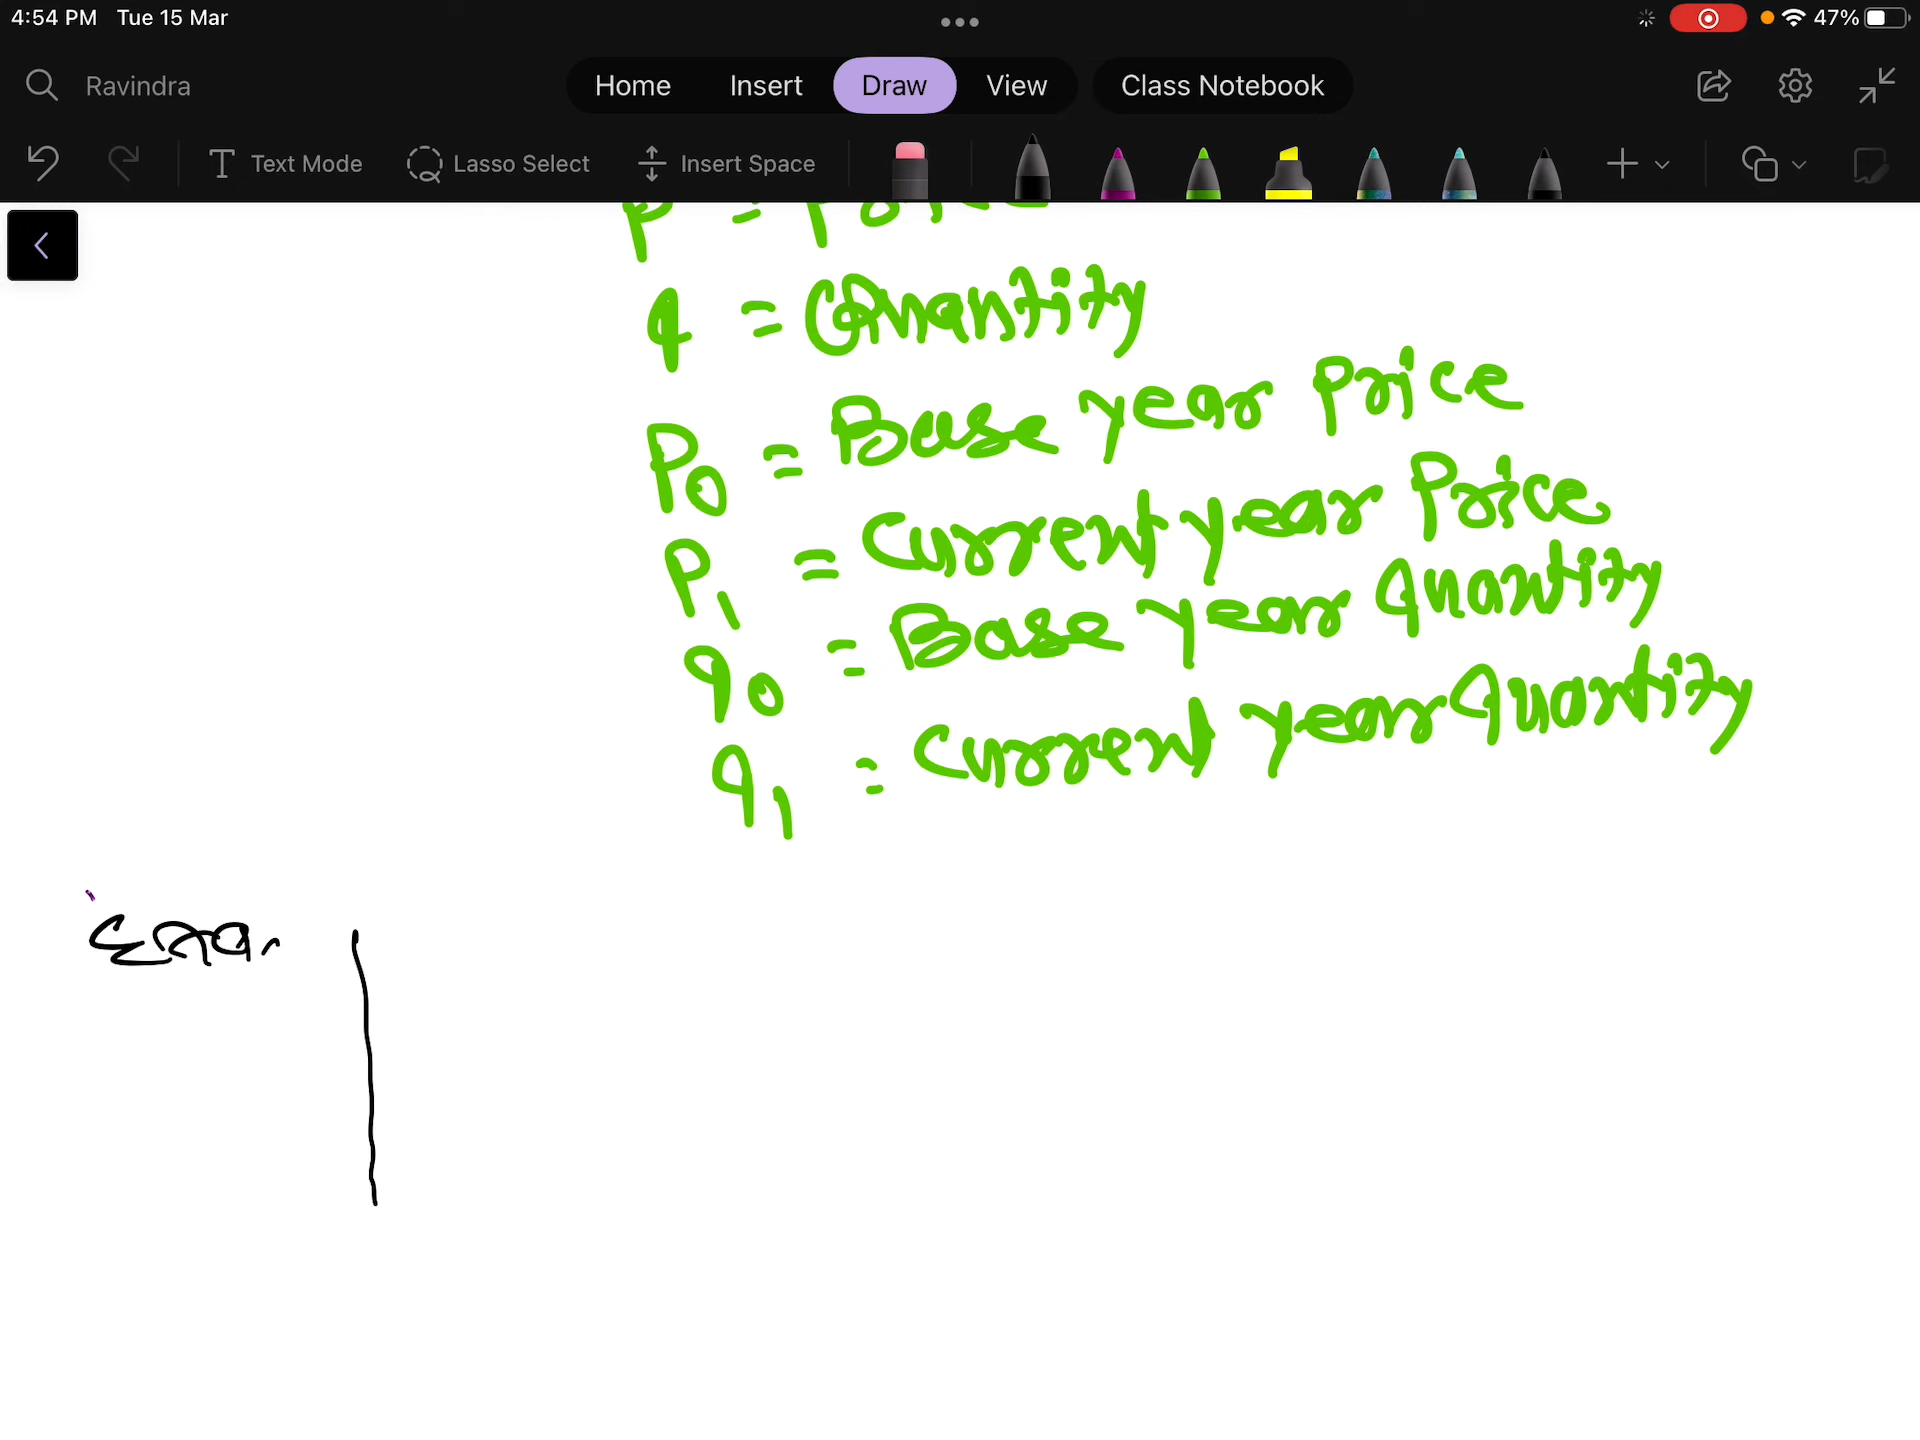 4:54 PM Tue 15 Mar 47%
Ravindra Home Insert Draw View Class Notebook
Text Mode Lasso Select Insert Space
P = Price
q = Quantity
P0 = Base year Price
P1 = Current year Price
q0 = Base year Quantity
q1 = Current year Quantity